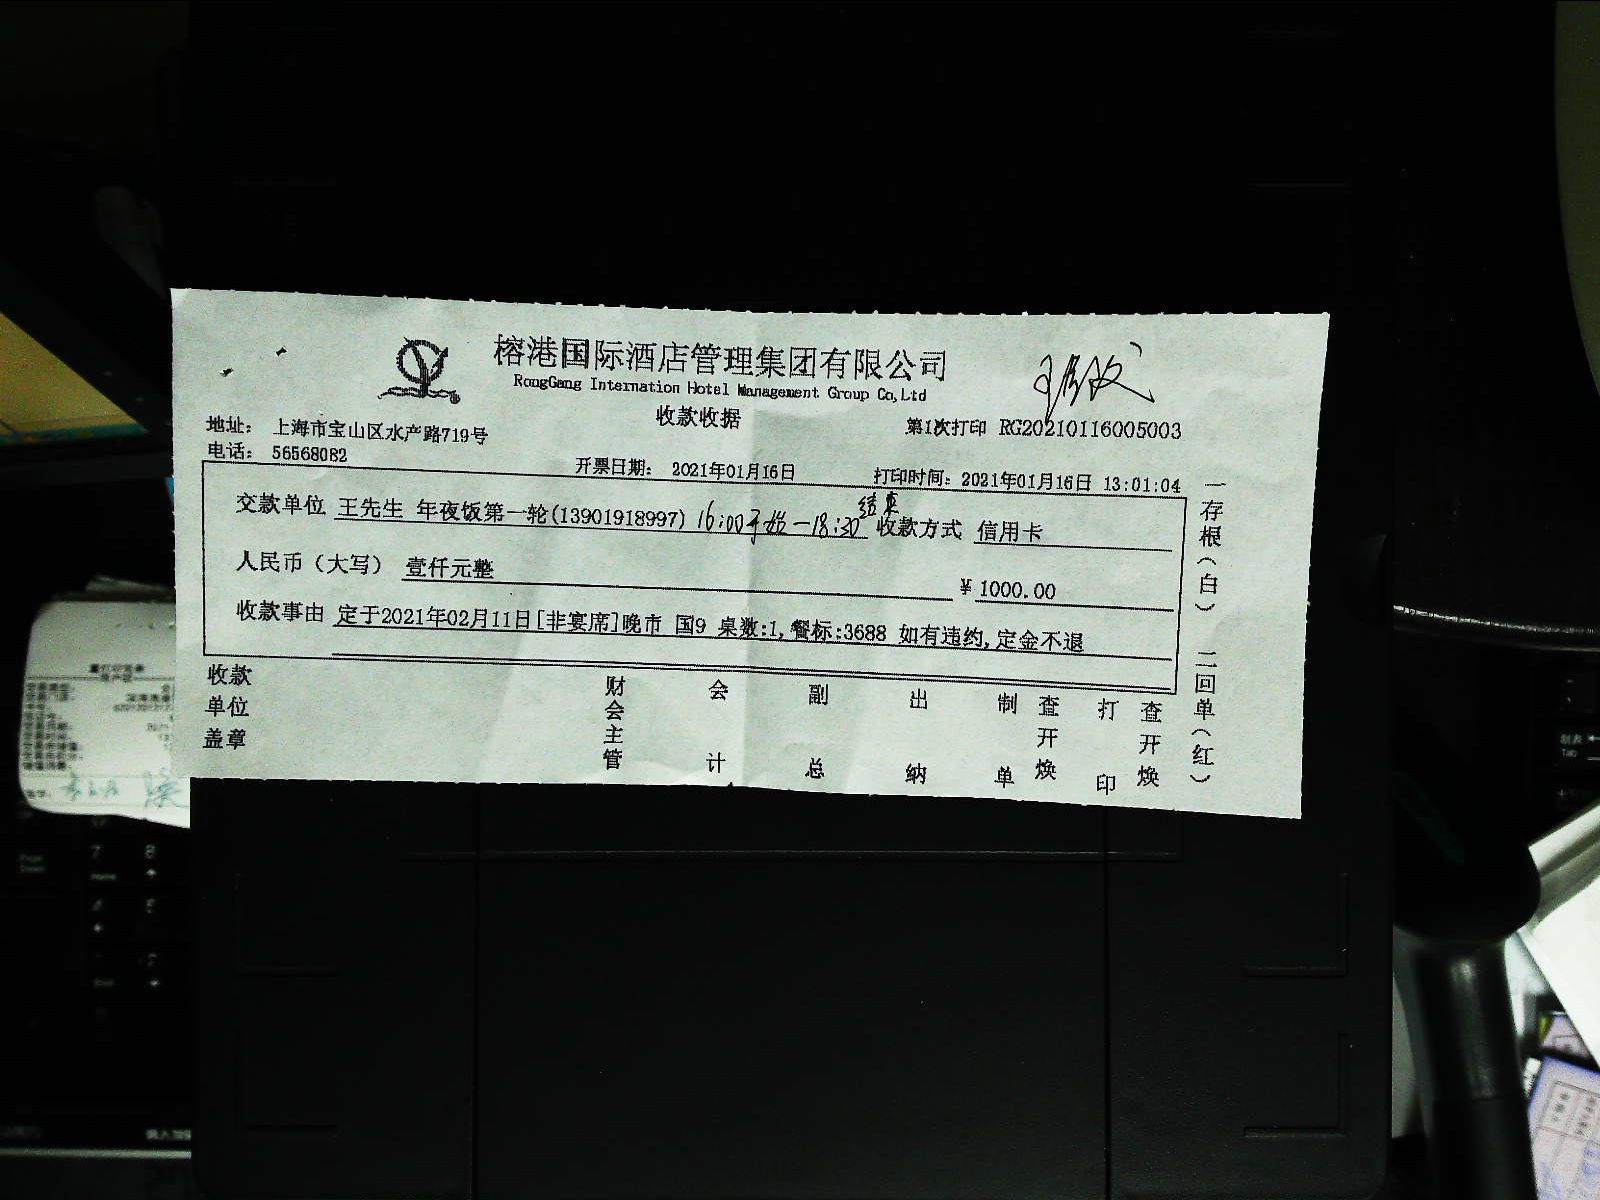 榕港国际酒店管理集团有限公司
RongGang Internation Hotel Management Group Co,Ltd
收款收据
地址： 上海市宝山区水产路719号
第1次打印 RG20210116005003
电话： 56568082
开票日期： 2021年01月16日
打印时间：2021年01月16日 13:01:04
交款单位 王先生 年夜饭第一轮(13901918997) 16:00开始—18:30结束 收款方式 信用卡
人民币（大写） 壹仟元整 ¥ 1000.00
收款事由 定于2021年02月11日[非宴席]晚市 国9 桌数:1,餐标:3688 如有违约,定金不退
收款单位盖章
财会主管
会计
副总
出纳
制单
查开焕
打印
查开焕
一存根（白） 二回单（红）